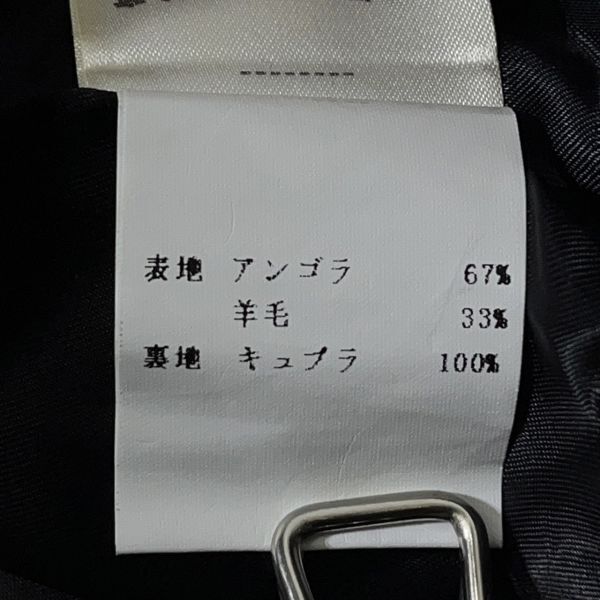 表地 アンゴラ 67%
羊毛 33%
裏地 キュプラ 100%